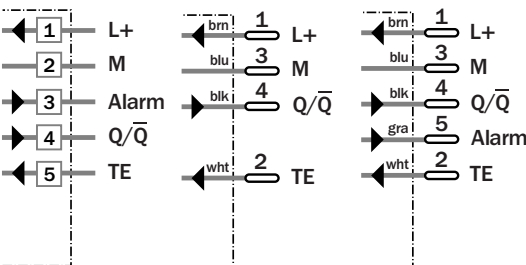 1 L+
2 M
3 Alarm
4 Q/Q̅
5 TE
brn 1 L+
blu 3 M
blk 4 Q/Q̅
wht 2 TE
brn 1 L+
blu 3 M
blk 4 Q/Q̅
gra 5 Alarm
wht 2 TE